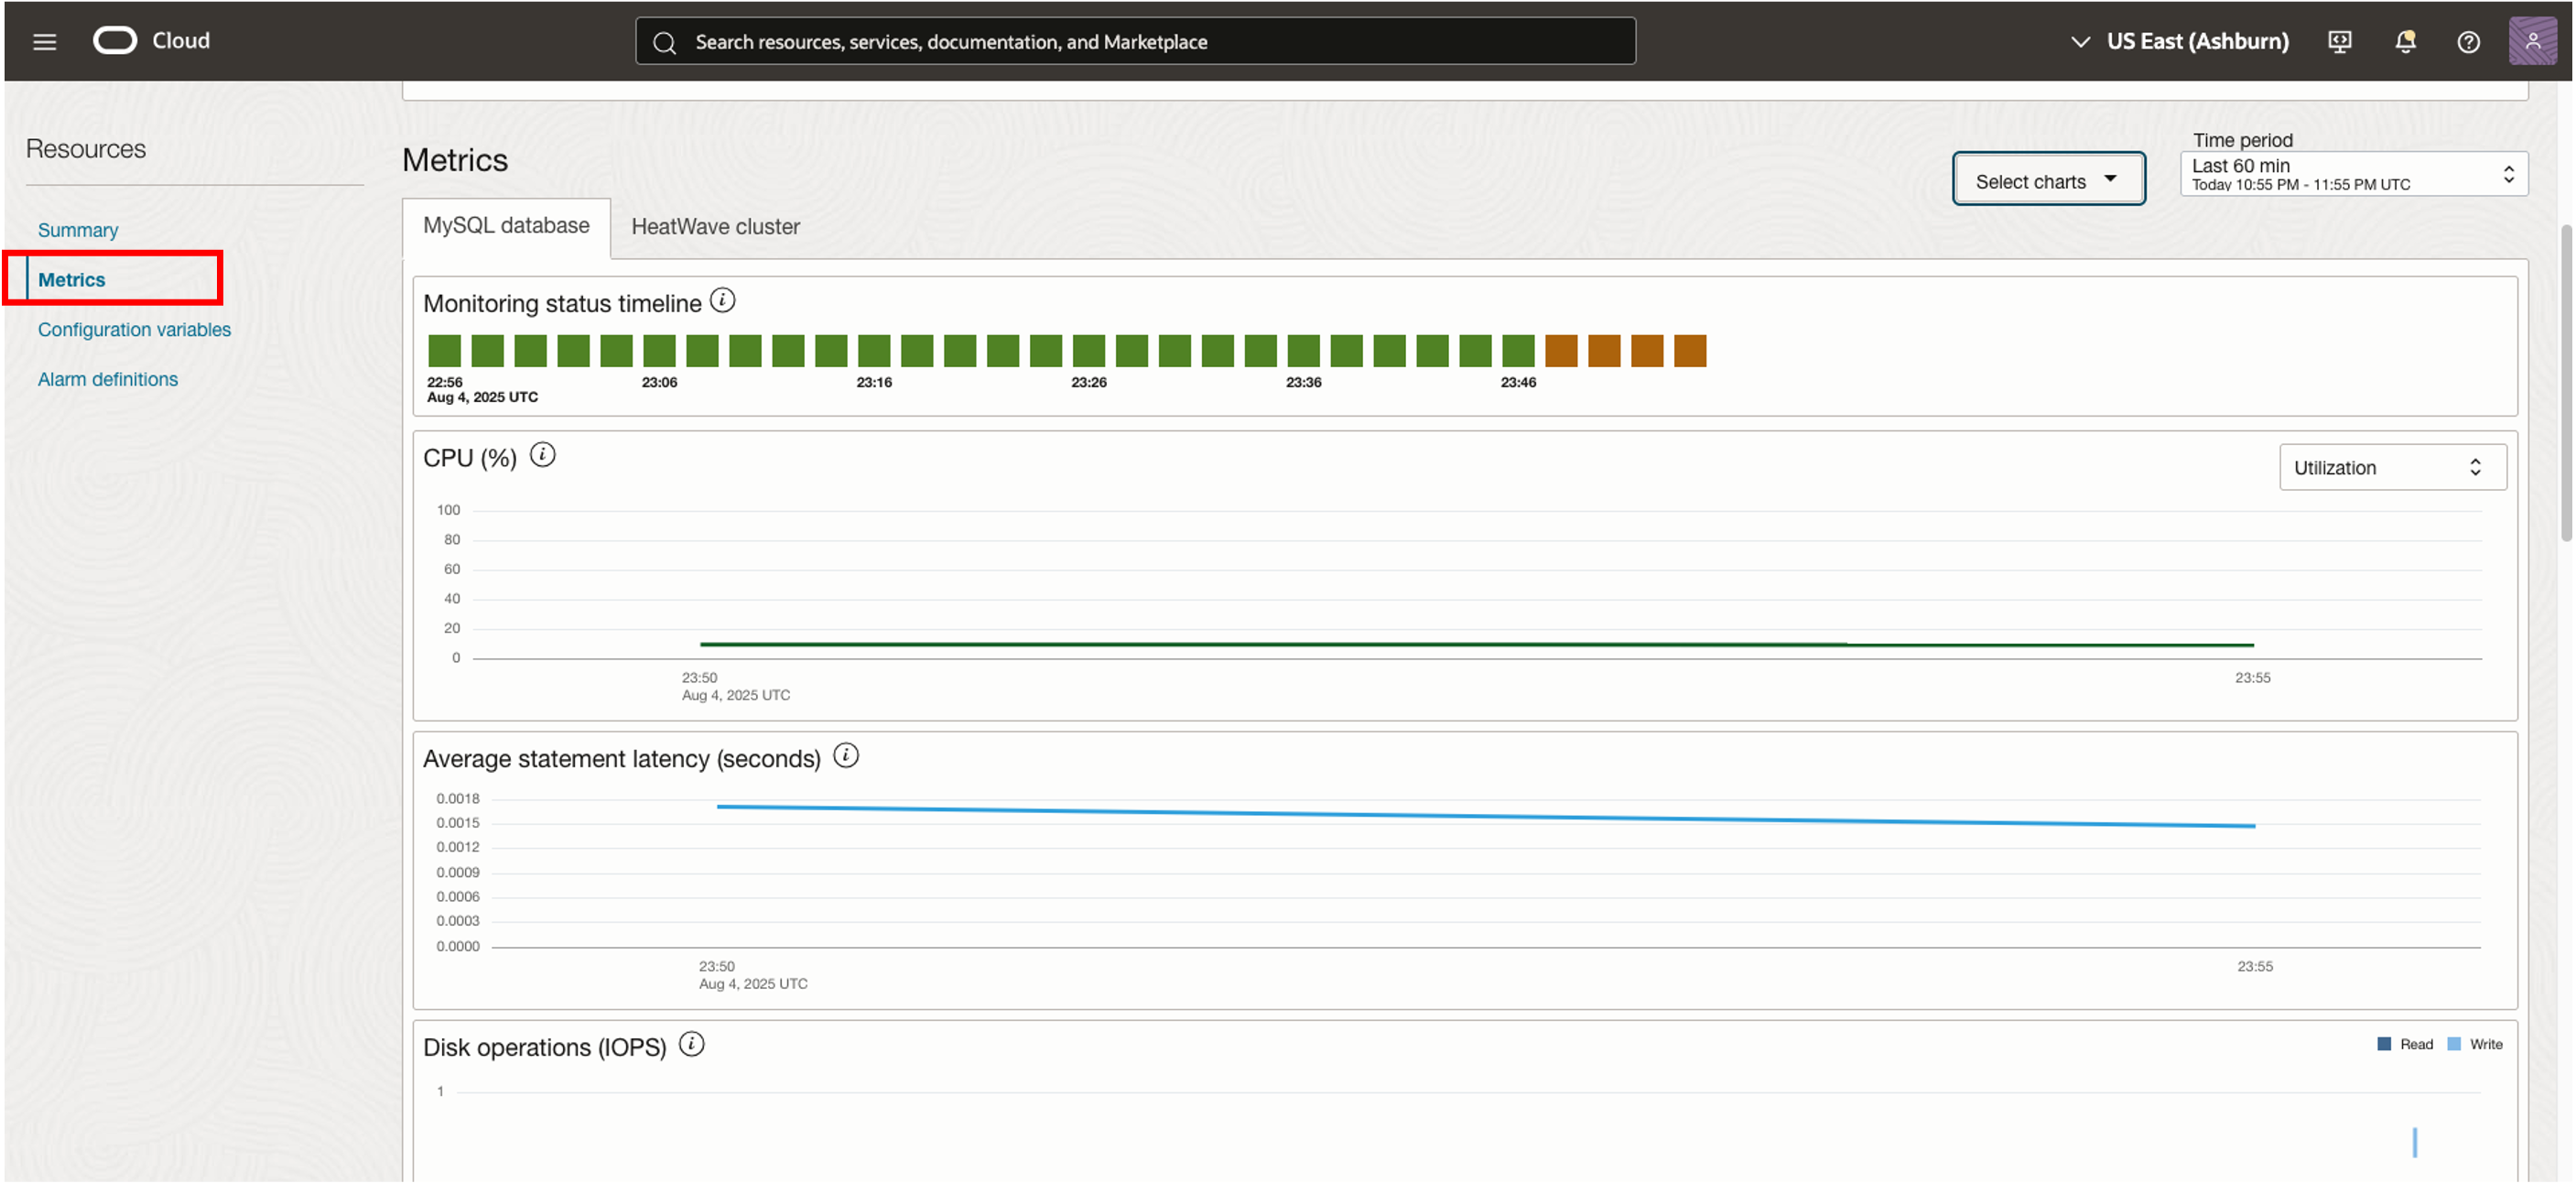 Cloud
Search resources, services, documentation, and Marketplace
US East (Ashburn)
Resources
Summary
Metrics
Configuration variables
Alarm definitions
Metrics
Select charts
Time period
Last 60 min
Today 10:55 PM - 11:55 PM UTC
MySQL database
HeatWave cluster
Monitoring status timeline
22:56 23:06 23:16 23:26 23:36 23:46
Aug 4, 2025 UTC
CPU (%)
Utilization
100
80
60
40
20
0
23:50 23:55
Aug 4, 2025 UTC
Average statement latency (seconds)
0.0018
0.0015
0.0012
0.0009
0.0006
0.0003
0.0000
23:50 23:55
Aug 4, 2025 UTC
Disk operations (IOPS)
Read Write
1